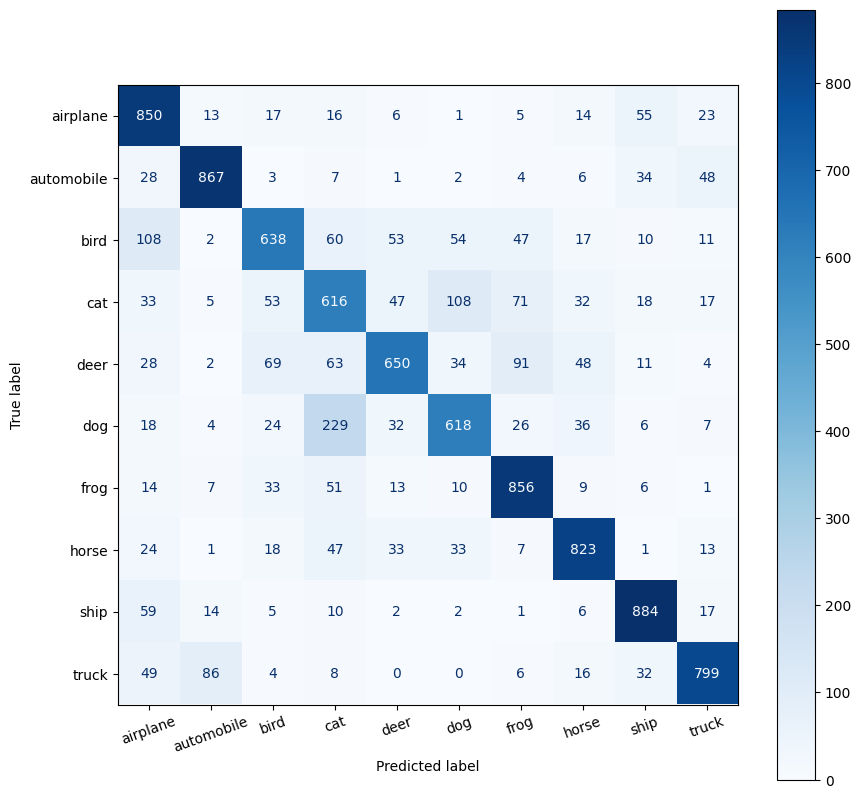 airplane 850 13 17 16 6 1 5 14 55 23
automobile 28 867 3 7 1 2 4 6 34 48
bird 108 2 638 60 53 54 47 17 10 11
cat 33 5 53 616 47 108 71 32 18 17
deer 28 2 69 63 650 34 91 48 11 4
dog 18 4 24 229 32 618 26 36 6 7
frog 14 7 33 51 13 10 856 9 6 1
horse 24 1 18 47 33 33 7 823 1 13
ship 59 14 5 10 2 2 1 6 884 17
truck 49 86 4 8 0 0 6 16 32 799
airplane automobile bird cat deer dog frog horse ship truck
Predicted label
True label
800
700
600
500
400
300
200
100
0